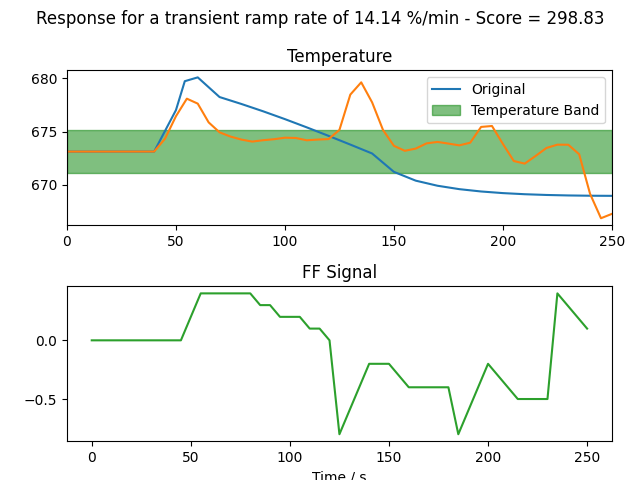 Response for a transient ramp rate of 14.14 %/min - Score = 298.83
Temperature
680
675
670
Original
Temperature Band
0 50 100 150 200 250
FF Signal
0.0
−0.5
0 50 100 150 200 250
Time / s